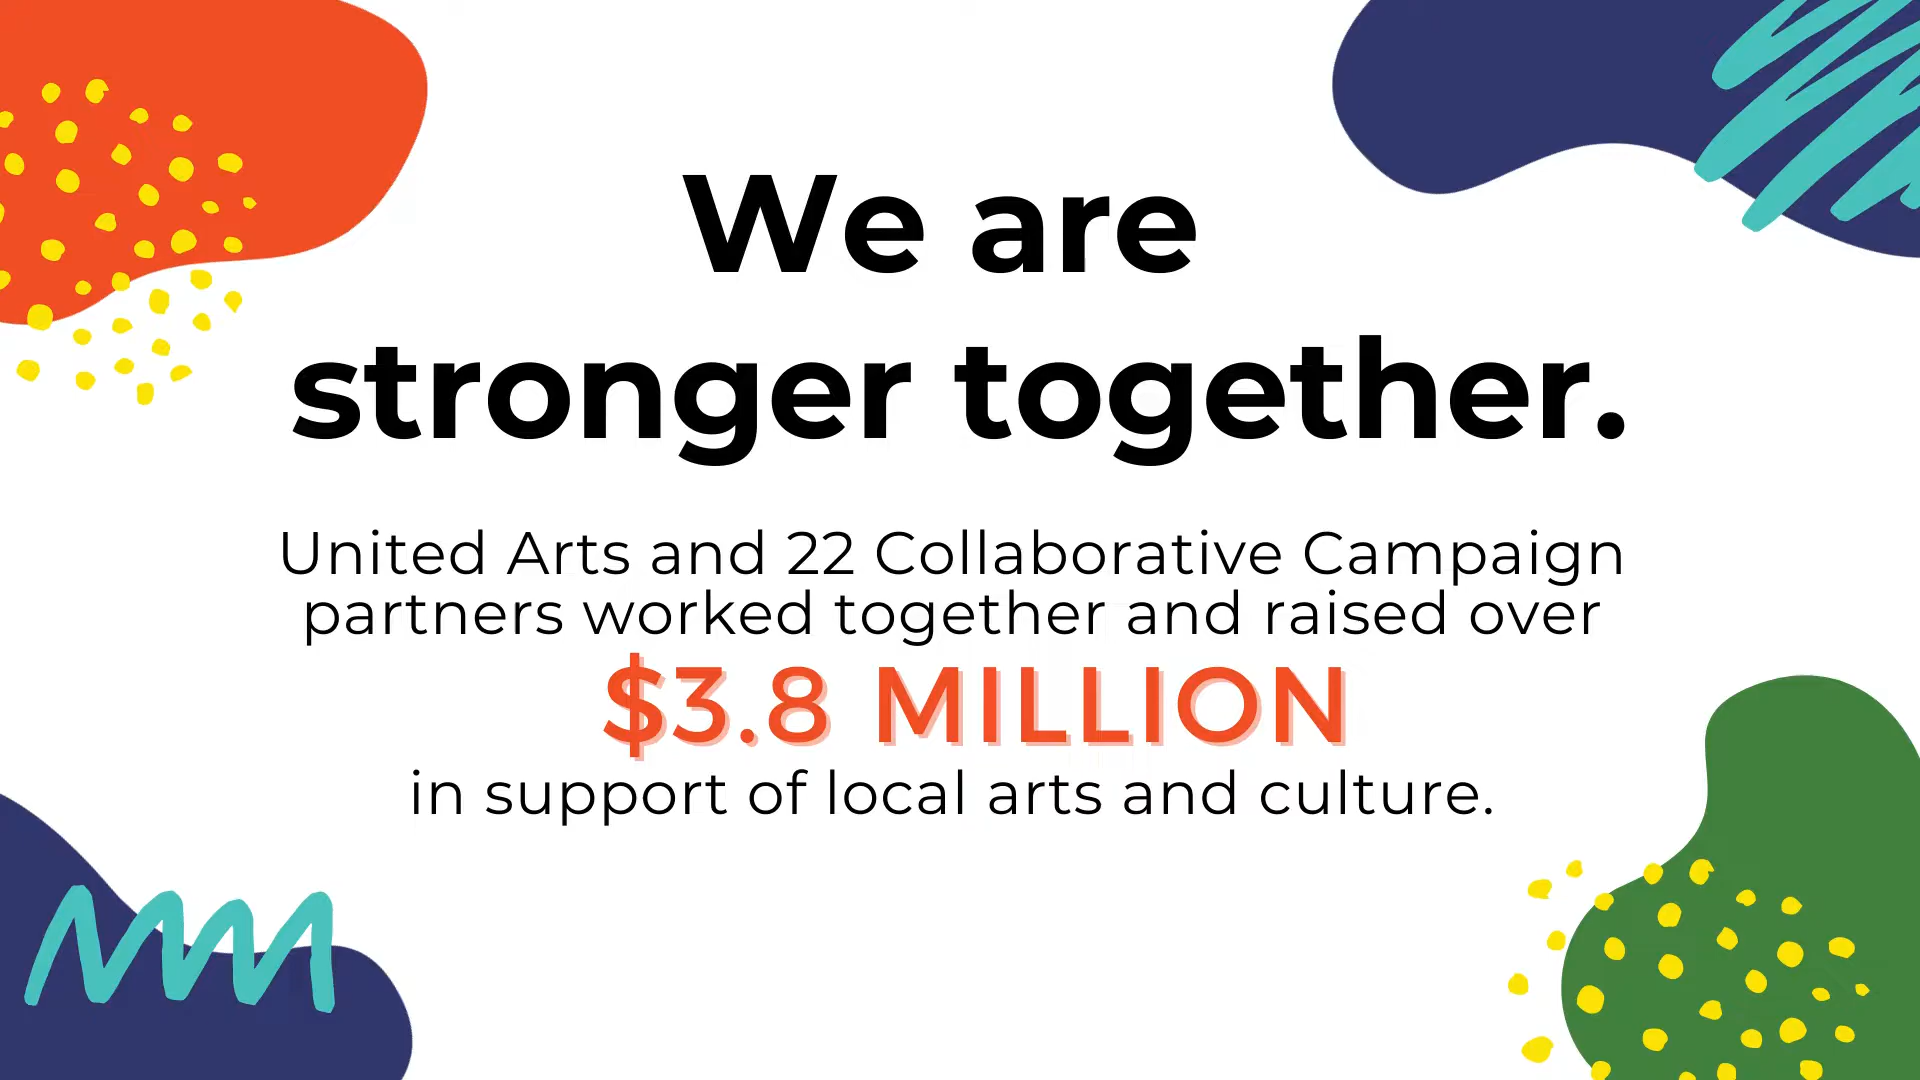 We are
stronger together.
United Arts and 22 Collaborative Campaign
partners worked together and raised over
$3.8 MILLION
in support of local arts and culture.